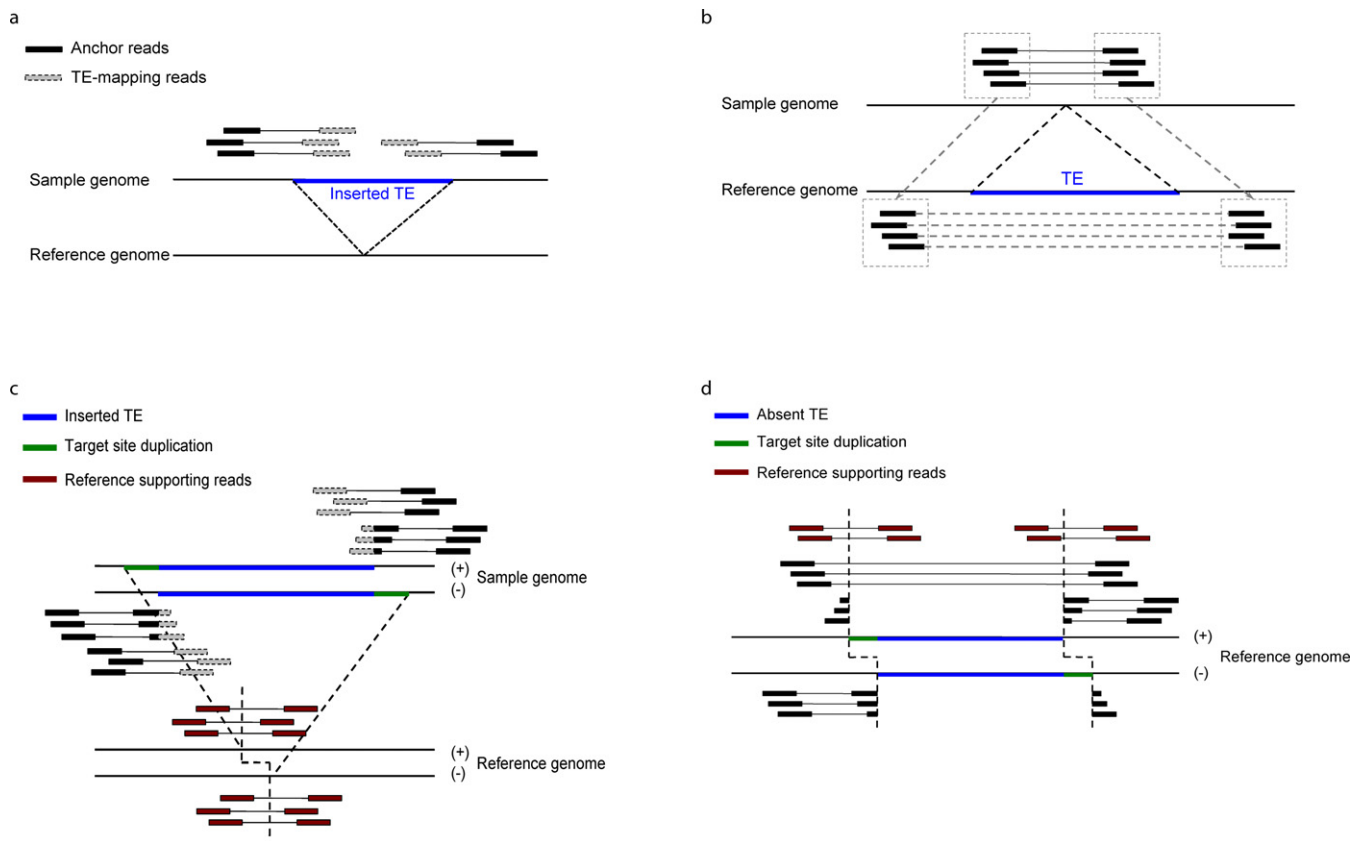 a
Anchor reads
TE-mapping reads
Sample genome
Inserted TE
Reference genome
b
Sample genome
Reference genome
TE
c
Inserted TE
Target site duplication
Reference supporting reads
(+)
Sample genome
(-)
(+)
Reference genome
(-)
d
Absent TE
Target site duplication
Reference supporting reads
(+)
Reference genome
(-)